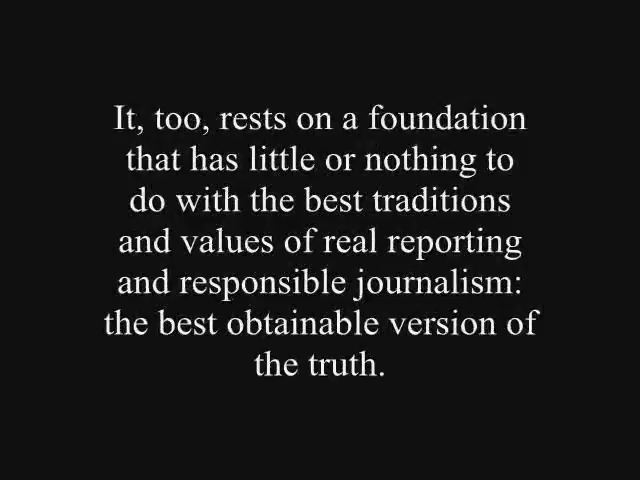 It, too, rests on a foundation
that has little or nothing to
do with the best traditions
and values of real reporting
and responsible journalism:
the best obtainable version of
the truth.